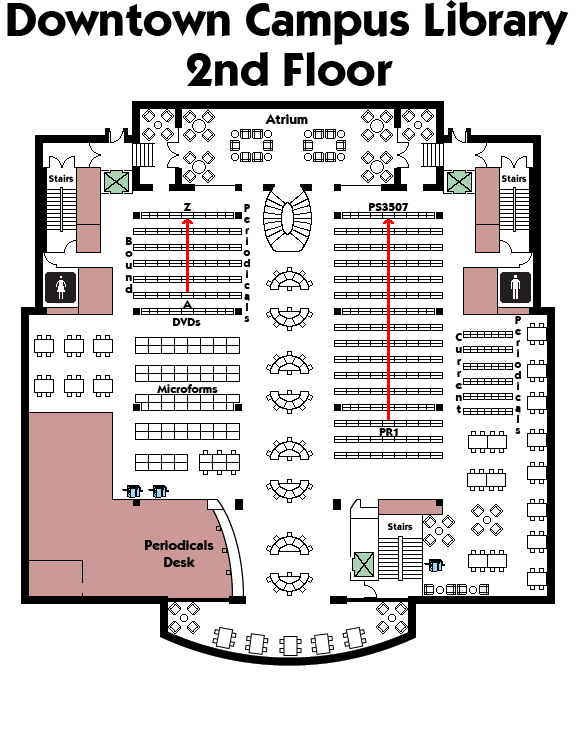 Downtown Campus Library
2nd Floor
Atrium
Stairs
Stairs
Z
PS3507
Bound
Periodicals
A
DVDs
Current
Periodicals
Microforms
PR1
Periodicals
Desk
Stairs